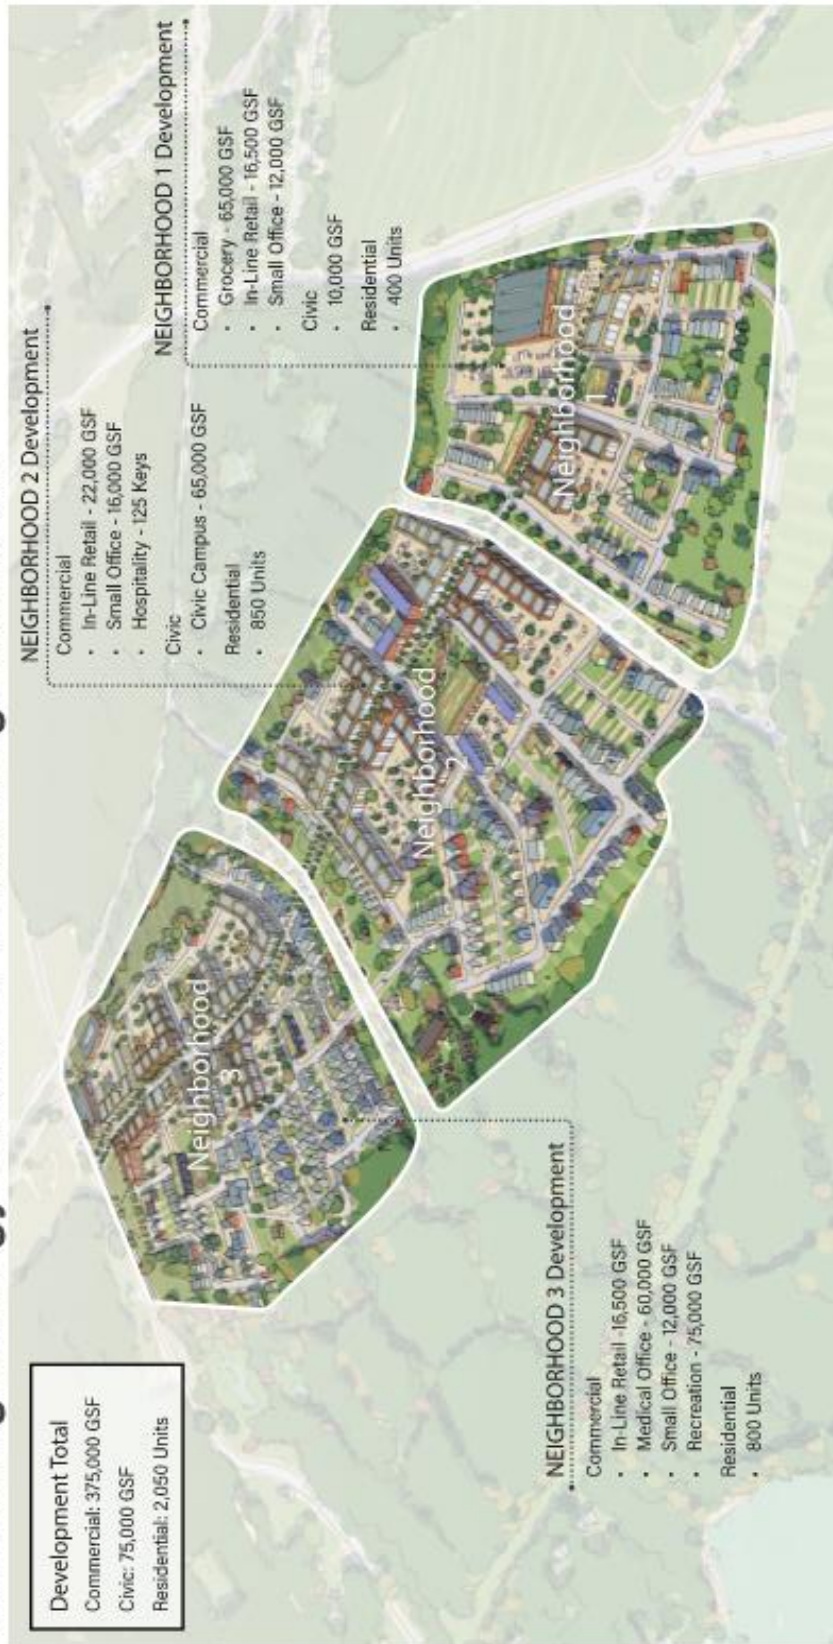 NEIGHBORHOOD 2 Development
Commercial
• In-Line Retail - 22,000 GSF
• Small Office - 16,000 GSF
• Hospitality - 125 Keys
Civic
• Civic Campus - 65,000 GSF
Residential
• 850 Units
NEIGHBORHOOD 1 Development
Commercial
• Grocery - 65,000 GSF
• In-Line Retail - 16,500 GSF
• Small Office - 12,000 GSF
Civic
• 10,000 GSF
Residential
• 400 Units
Development Total
Commercial: 375,000 GSF
Civic: 75,000 GSF
Residential: 2,050 Units
Neighborhood
3
Neighborhood
2
Neighborhood
1
NEIGHBORHOOD 3 Development
Commercial
• In-Line Retail -16,500 GSF
• Medical Office - 60,000 GSF
• Small Office - 12,000 GSF
• Recreation - 75,000 GSF
Residential
• 800 Units